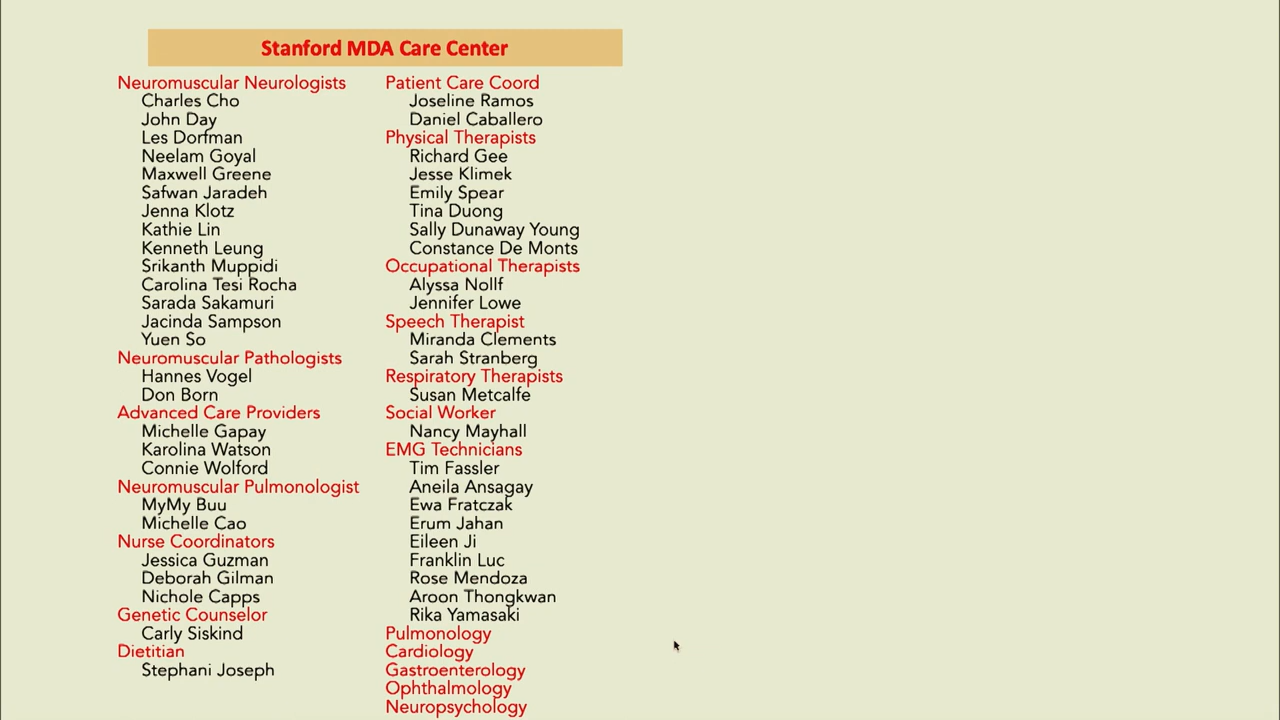 Stanford MDA Care Center
Neuromuscular Neurologists
Charles Cho
John Day
Les Dorfman
Neelam Goyal
Maxwell Greene
Safwan Jaradeh
Jenna Klotz
Kathie Lin
Kenneth Leung
Srikanth Muppidi
Carolina Tesi Rocha
Sarada Sakamuri
Jacinda Sampson
Yuen So
Neuromuscular Pathologists
Hannes Vogel
Don Born
Advanced Care Providers
Michelle Gapay
Karolina Watson
Connie Wolford
Neuromuscular Pulmonologist
MyMy Buu
Michelle Cao
Nurse Coordinators
Jessica Guzman
Deborah Gilman
Nichole Capps
Genetic Counselor
Carly Siskind
Dietitian
Stephani Joseph
Patient Care Coord
Joseline Ramos
Daniel Caballero
Physical Therapists
Richard Gee
Jesse Klimek
Emily Spear
Tina Duong
Sally Dunaway Young
Constance De Monts
Occupational Therapists
Alyssa Nollf
Jennifer Lowe
Speech Therapist
Miranda Clements
Sarah Stranberg
Respiratory Therapists
Susan Metcalfe
Social Worker
Nancy Mayhall
EMG Technicians
Tim Fassler
Aneila Ansagay
Ewa Fratczak
Erum Jahan
Eileen Ji
Franklin Luc
Rose Mendoza
Aroon Thongkwan
Rika Yamasaki
Pulmonology
Cardiology
Gastroenterology
Ophthalmology
Neuropsychology